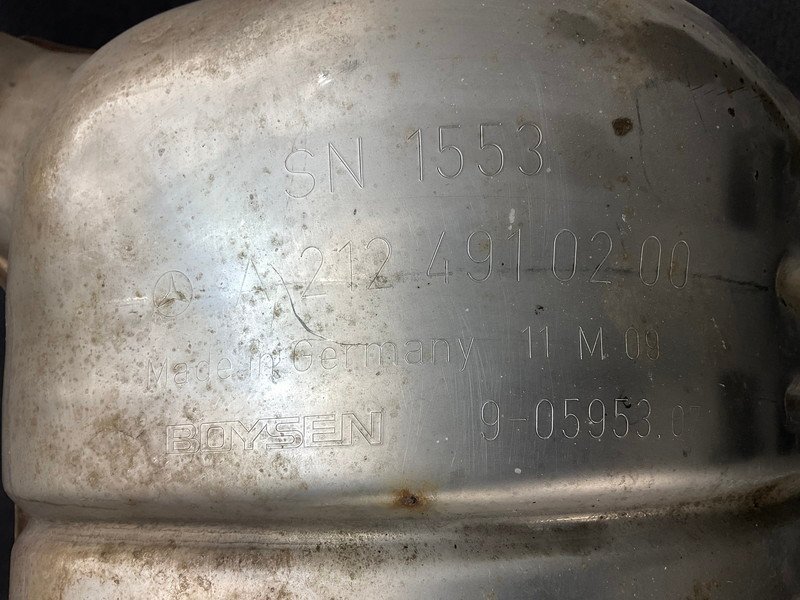 SN 1553
A 212 491 02 00
Made in Germany 11 M 09
BOYSEN 9-05953.07